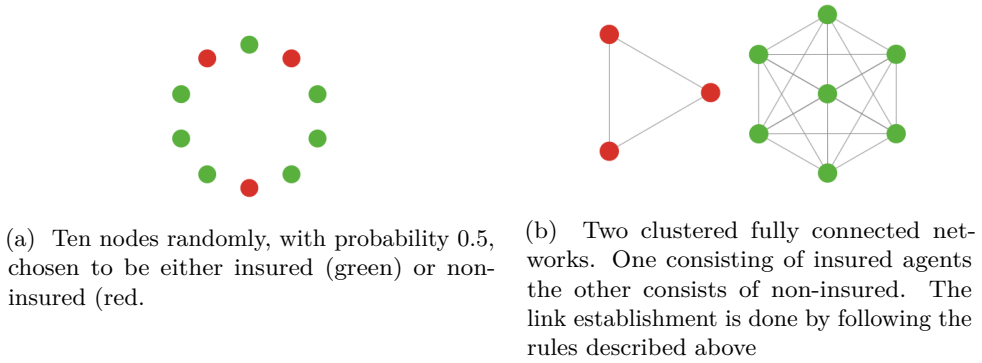 (a) Ten nodes randomly, with probability 0.5,
chosen to be either insured (green) or non-
insured (red.
(b) Two clustered fully connected net-
works. One consisting of insured agents
the other consists of non-insured. The
link establishment is done by following the
rules described above